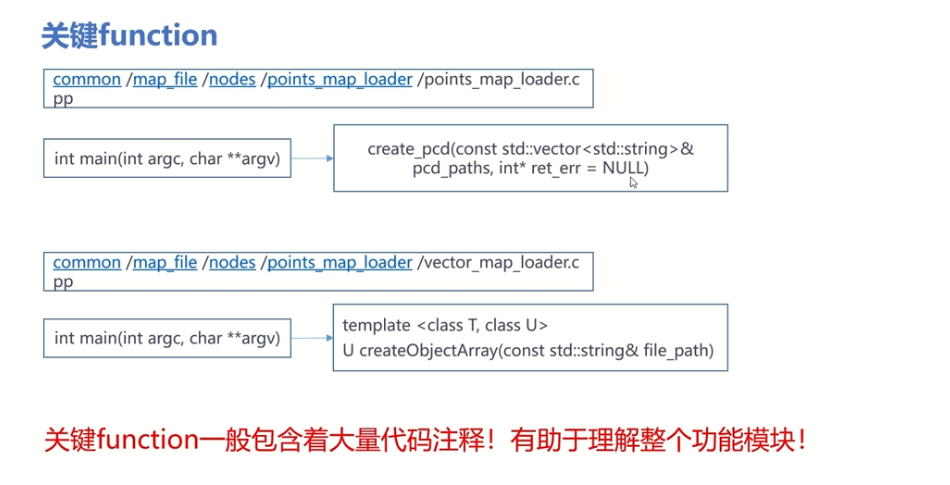 关键function
common /map_file /nodes /points_map_loader /points_map_loader.c
pp
int main(int argc, char **argv)
create_pcd(const std::vector<std::string>&
pcd_paths, int* ret_err = NULL)
common /map_file /nodes /points_map_loader /vector_map_loader.c
pp
int main(int argc, char **argv)
template <class T, class U>
U createObjectArray(const std::string& file_path)
关键function一般包含着大量代码注释！有助于理解整个功能模块！